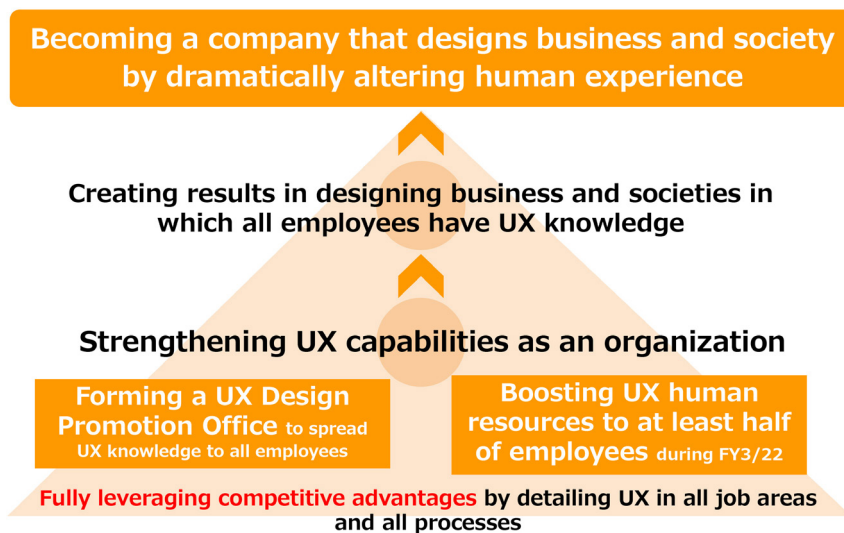 Becoming a company that designs business and society
by dramatically altering human experience
Creating results in designing business and societies in
which all employees have UX knowledge
Strengthening UX capabilities as an organization
Forming a UX Design
Promotion Office to spread
UX knowledge to all employees
Boosting UX human
resources to at least half
of employees during FY3/22
Fully leveraging competitive advantages by detailing UX in all job areas
and all processes